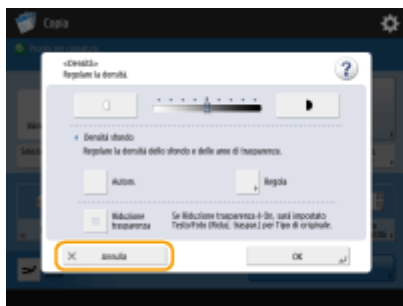 Copia
<Densità>
Regolare la densità.
Densità sfondo
Regolare la densità dello sfondo e delle aree di trasparenza.
Autom.
Regola
Riduzione
trasparenza
Se Riduzione trasparenza è On, sarà impostato
Testo/Foto (Riduz. traspar.) per Tipo di originale.
Annulla
OK